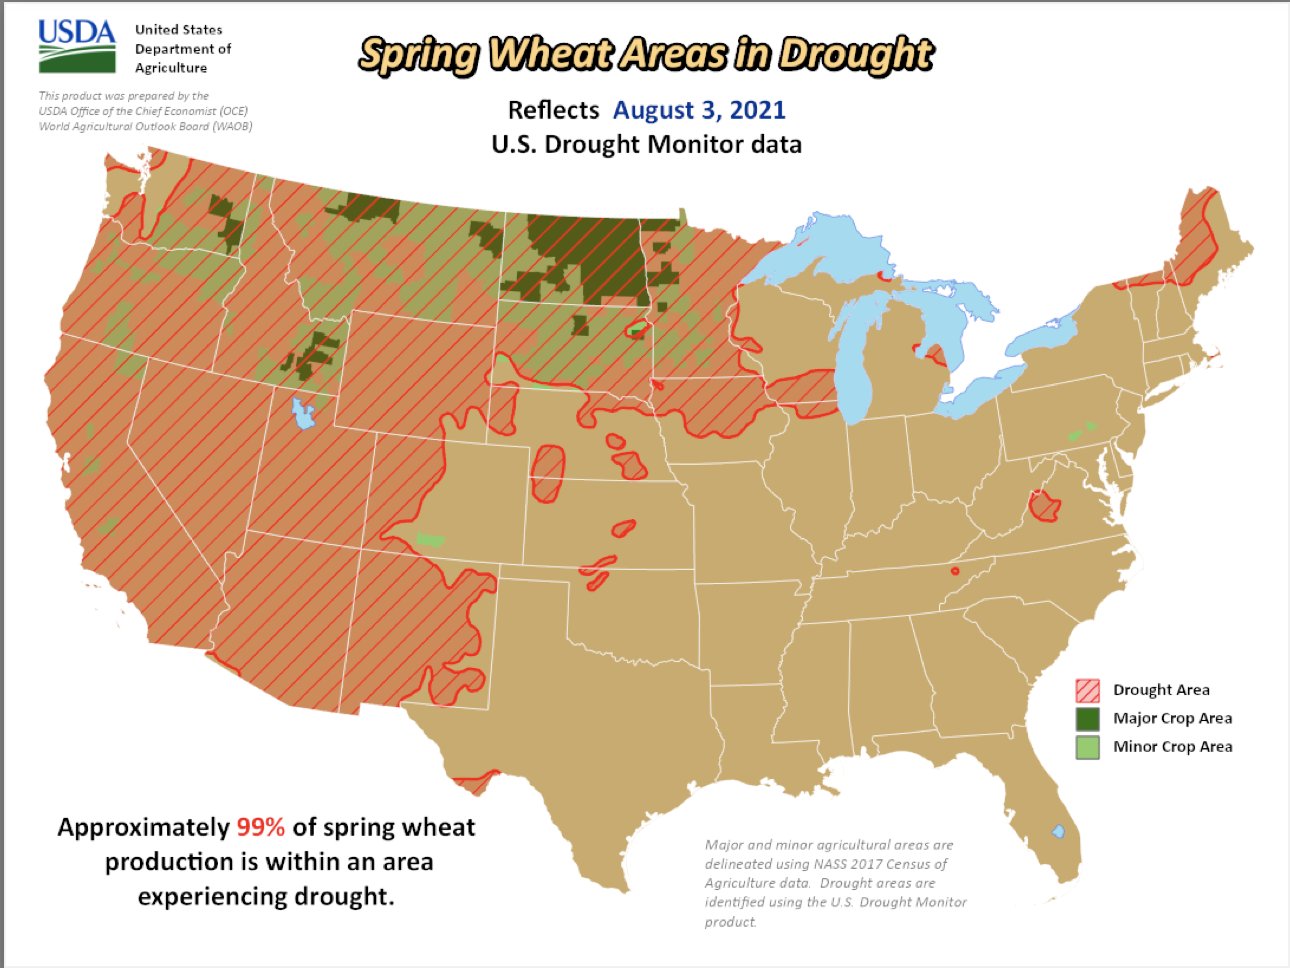 USDA
United States
Department of
Agriculture
This product was prepared by the
USDA Office of the Chief Economist (OCE)
World Agricultural Outlook Board (WAOB)
Spring Wheat Areas in Drought
Reflects August 3, 2021
U.S. Drought Monitor data
Drought Area
Major Crop Area
Minor Crop Area
Approximately 99% of spring wheat
production is within an area
experiencing drought.
Major and minor agricultural areas are
delineated using NASS 2017 Census of
Agriculture data. Drought areas are
identified using the U.S. Drought Monitor
product.